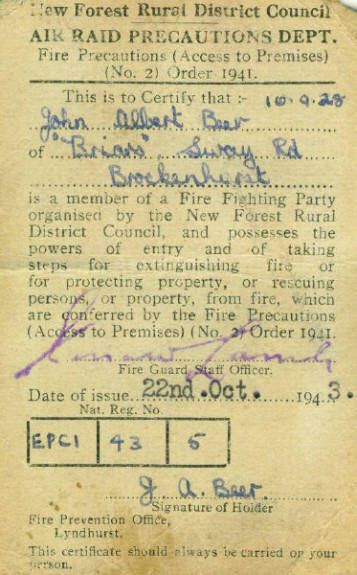 New Forest Rural District Council
AIR RAID PRECAUTIONS DEPT.
Fire Precautions (Access to Premises)
(No. 2) Order 1941.
This is to Certify that :- 10.9.28
John Albert Beer
of "Briars", Sway Rd
Brockenhurst
is a member of a Fire Fighting Party
organised by the New Forest Rural
District Council, and possesses the
powers of entry and of taking
steps for extinguishing fire or
for protecting property, or rescuing
persons, or property, from fire, which
are conferred by the Fire Precautions
(Access to Premises) (No. 2) Order 1941.
Fire Guard Staff Officer.
Date of issue 22nd.Oct. 1943.
Nat. Reg. No.
EPCI 43 5
J. A. Beer.
Signature of Holder
Fire Prevention Office,
Lyndhurst.
This certificate should always be carried on your
person.